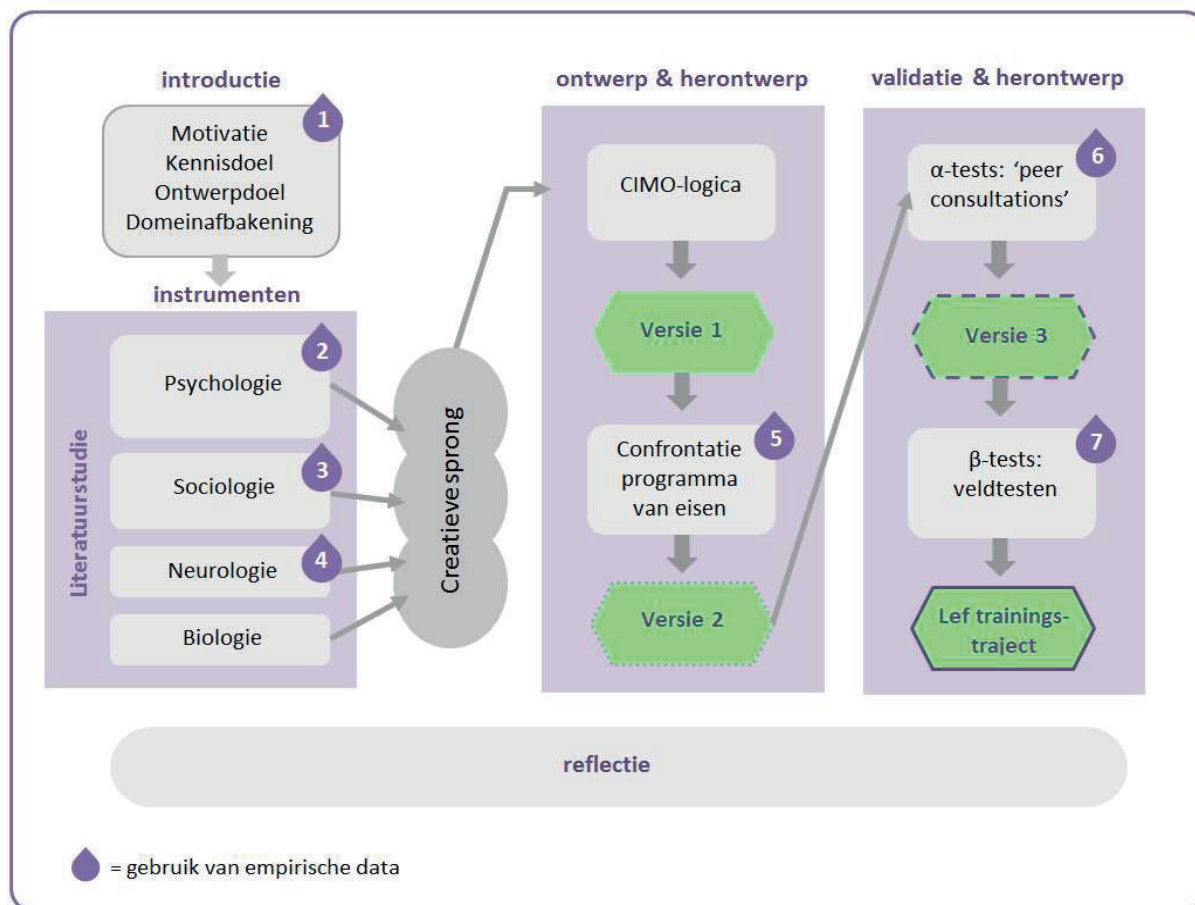 introductie
1
Motivatie
Kennisdoel
Ontwerpdoel
Domeinafbakening
instrumenten
Literatuurstudie
2
Psychologie
3
Sociologie
4
Neurologie
Biologie
Creatieve sprong
ontwerp & herontwerp
CIMO-logica
Versie 1
5
Confrontatie
programma
van eisen
Versie 2
validatie & herontwerp
6
α-tests: ‘peer
consultations’
Versie 3
7
β-tests:
veldtesten
Lef trainings-
traject
reflectie
= gebruik van empirische data